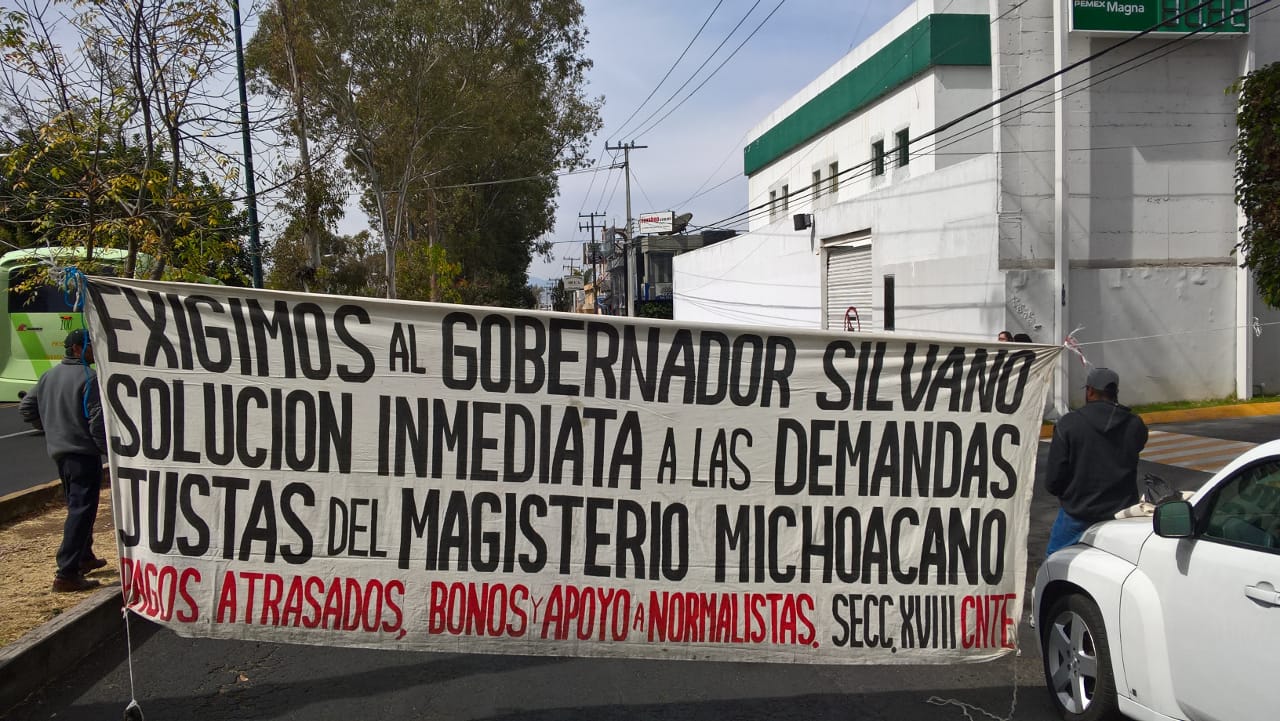 PEMEX Magna
EXIGIMOS AL GOBERNADOR SILVANO
SOLUCION INMEDIATA A LAS DEMANDAS
JUSTAS DEL MAGISTERIO MICHOACANO
PAGOS ATRASADOS, BONOS Y APOYO A NORMALISTAS. SECC. XVIII CNTE